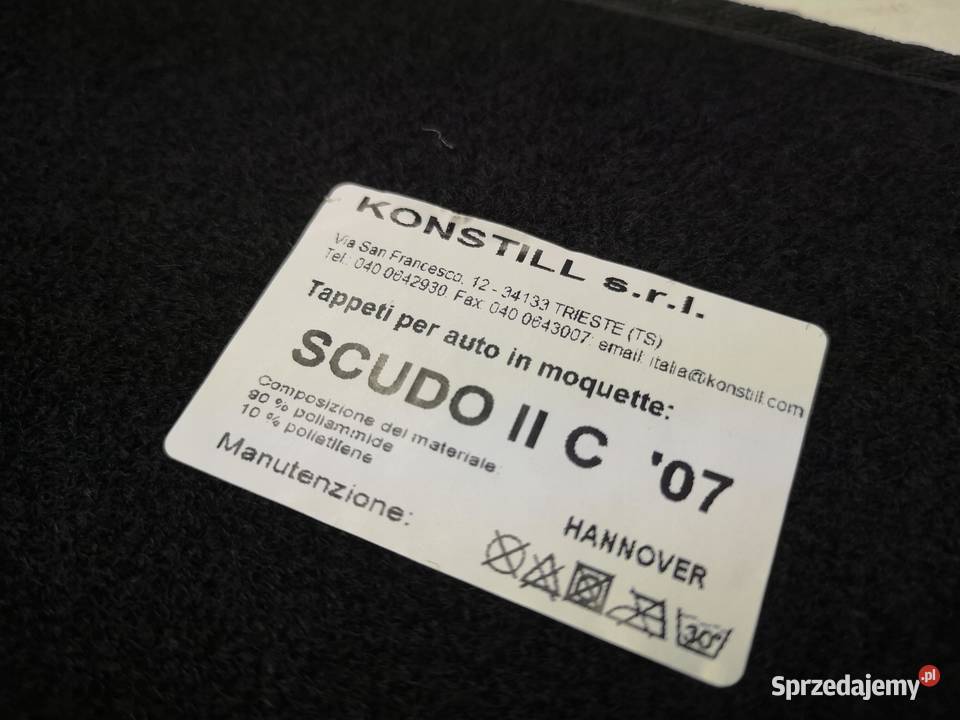 KONSTILL s.r.l.
Via San Francesco, 12 - 34133 TRIESTE (TS)
Tel.: 040 0642930, Fax: 040 0643007; email: italia@konstill.com
Tappeti per auto in moquette:
SCUDO II C '07
Composizione del materiale:
90 % poliammide
10 % polietilene
Manutenzione:
HANNOVER
30°
Sprzedajemy.pl